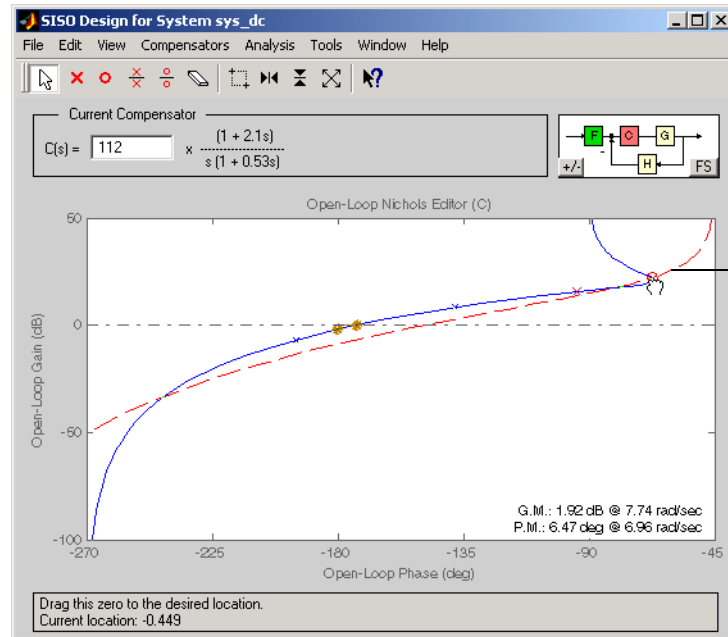 SISO Design for System sys_dc
File Edit View Compensators Analysis Tools Window Help
Current Compensator
C(s) = 112 x (1 + 2.1s)
s (1 + 0.53s)
F C G
H
+/- FS
Open-Loop Nichols Editor (C)
50
0
-50
-100
Open-Loop Gain (dB)
G.M.: 1.92 dB @ 7.74 rad/sec
P.M.: 6.47 deg @ 6.96 rad/sec
-270 -225 -180 -135 -90 -45
Open-Loop Phase (deg)
Drag this zero to the desired location.
Current location: -0.449